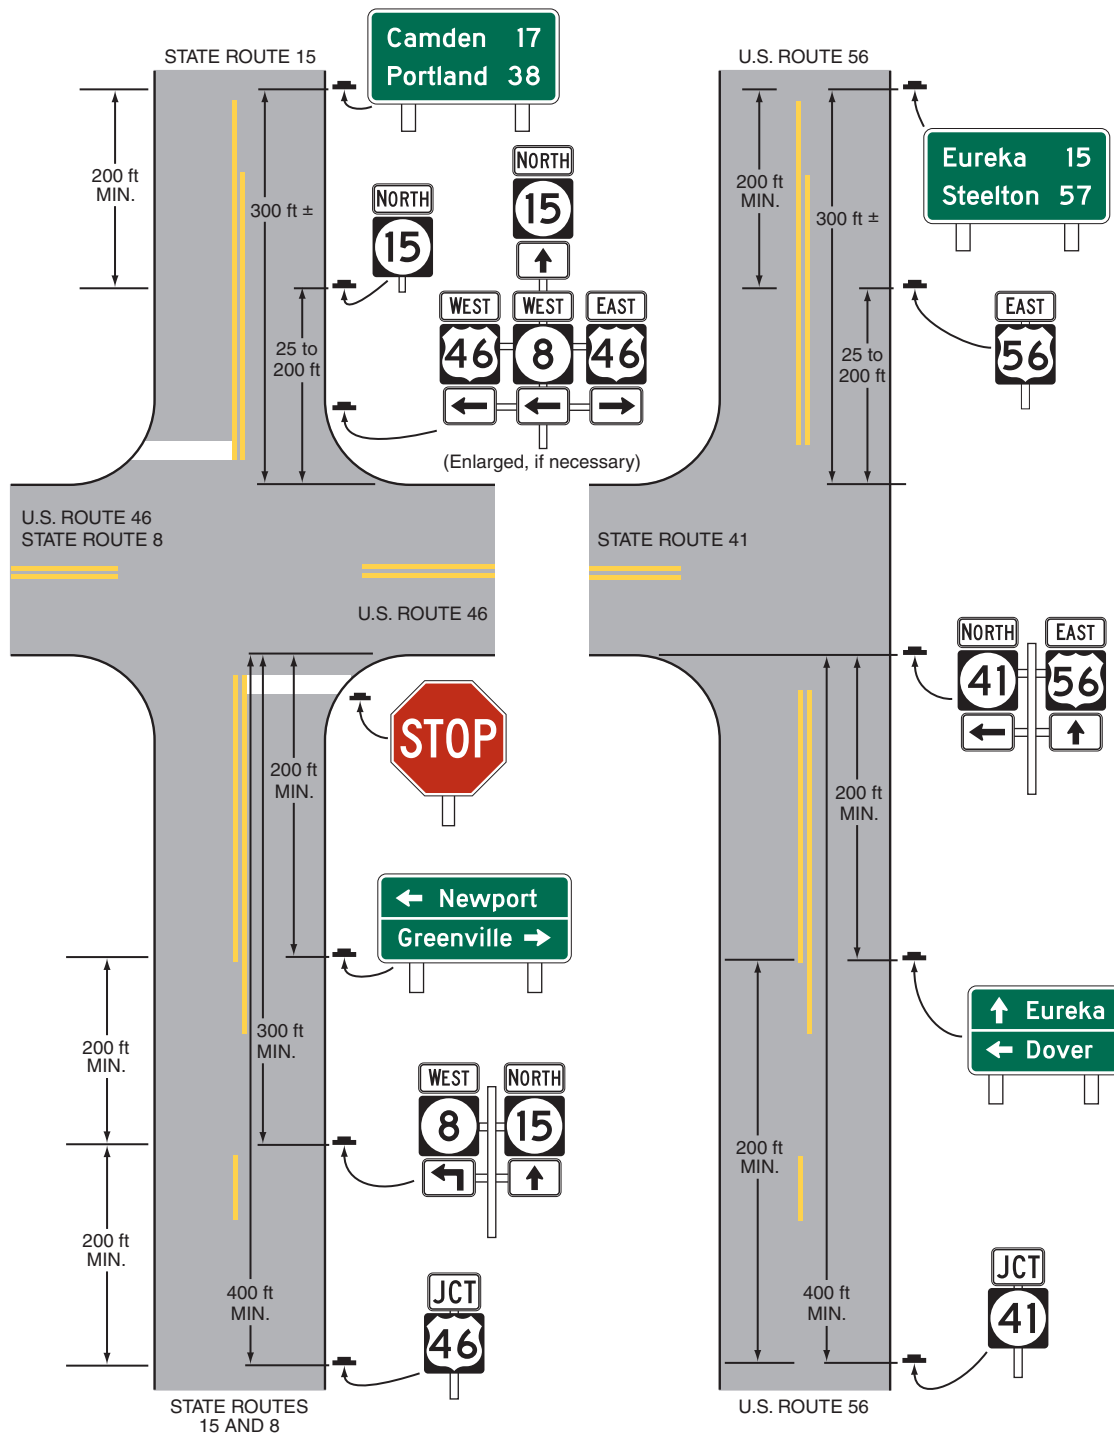 STATE ROUTE 15
Camden 17
Portland 38
200 ft
MIN.
300 ft ±
NORTH
15
NORTH
15
25 to
200 ft
WEST
46
WEST
8
EAST
46
(Enlarged, if necessary)
U.S. ROUTE 46
STATE ROUTE 8
U.S. ROUTE 46
STOP
200 ft
MIN.
Newport
Greenville
300 ft
MIN.
200 ft
MIN.
WEST
8
NORTH
15
200 ft
MIN.
400 ft
MIN.
JCT
46
STATE ROUTES
15 AND 8
U.S. ROUTE 56
Eureka 15
Steelton 57
200 ft
MIN.
300 ft ±
EAST
56
25 to
200 ft
STATE ROUTE 41
NORTH
41
EAST
56
200 ft
MIN.
Eureka
Dover
200 ft
MIN.
400 ft
MIN.
JCT
41
U.S. ROUTE 56